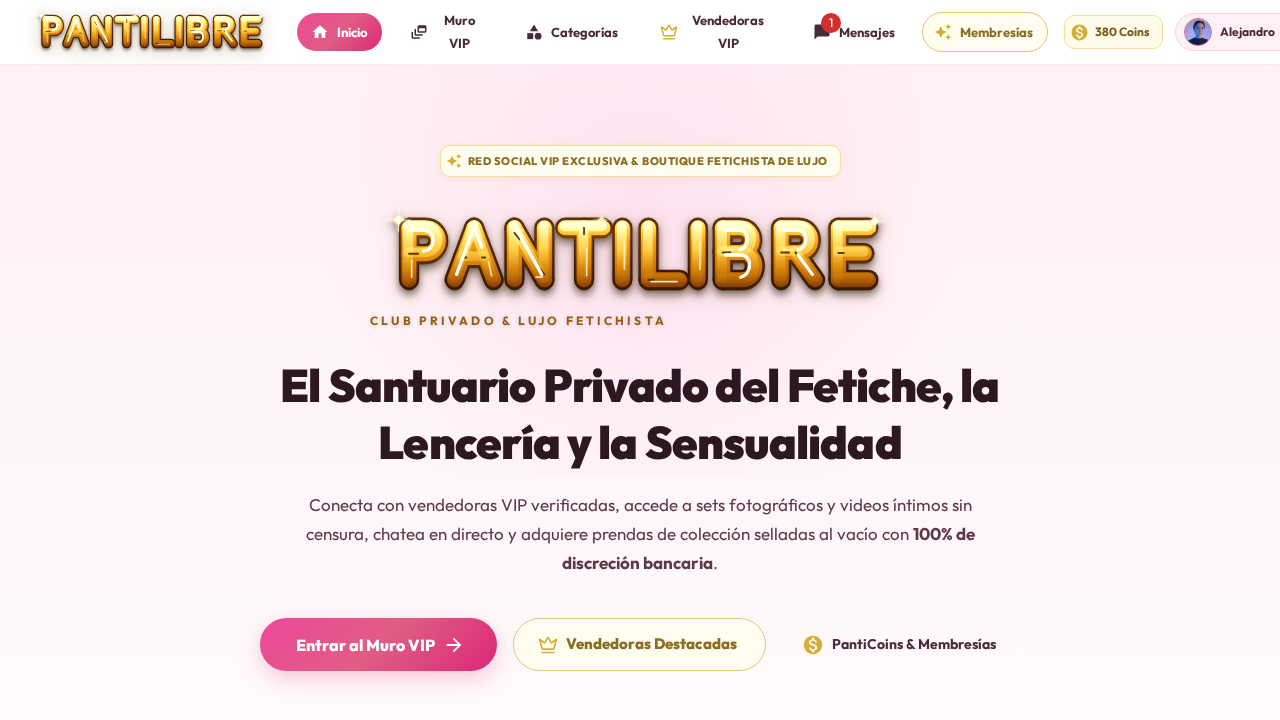 PANTILIBRE
Inicio
Muro
VIP
Categorías
Vendedoras
VIP
1
Mensajes
Membresías
380 Coins
Alejandro
RED SOCIAL VIP EXCLUSIVA & BOUTIQUE FETICHISTA DE LUJO
PANTILIBRE
CLUB PRIVADO & LUJO FETICHISTA
El Santuario Privado del Fetiche, la
Lencería y la Sensualidad
Conecta con vendedoras VIP verificadas, accede a sets fotográficos y videos íntimos sin
censura, chatea en directo y adquiere prendas de colección selladas al vacío con 100% de
discreción bancaria.
Entrar al Muro VIP
Vendedoras Destacadas
PantiCoins & Membresías